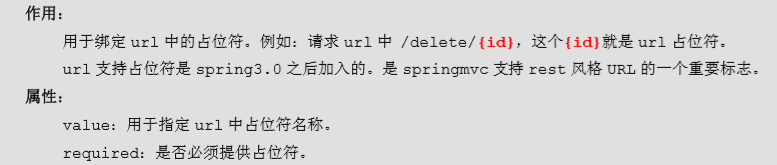 作用：
用于绑定 url 中的占位符。例如：请求 url 中 /delete/{id}，这个{id}就是 url 占位符。
url 支持占位符是 spring3.0 之后加入的。是 springmvc 支持 rest 风格 URL 的一个重要标志。
属性：
value：用于指定 url 中占位符名称。
required：是否必须提供占位符。